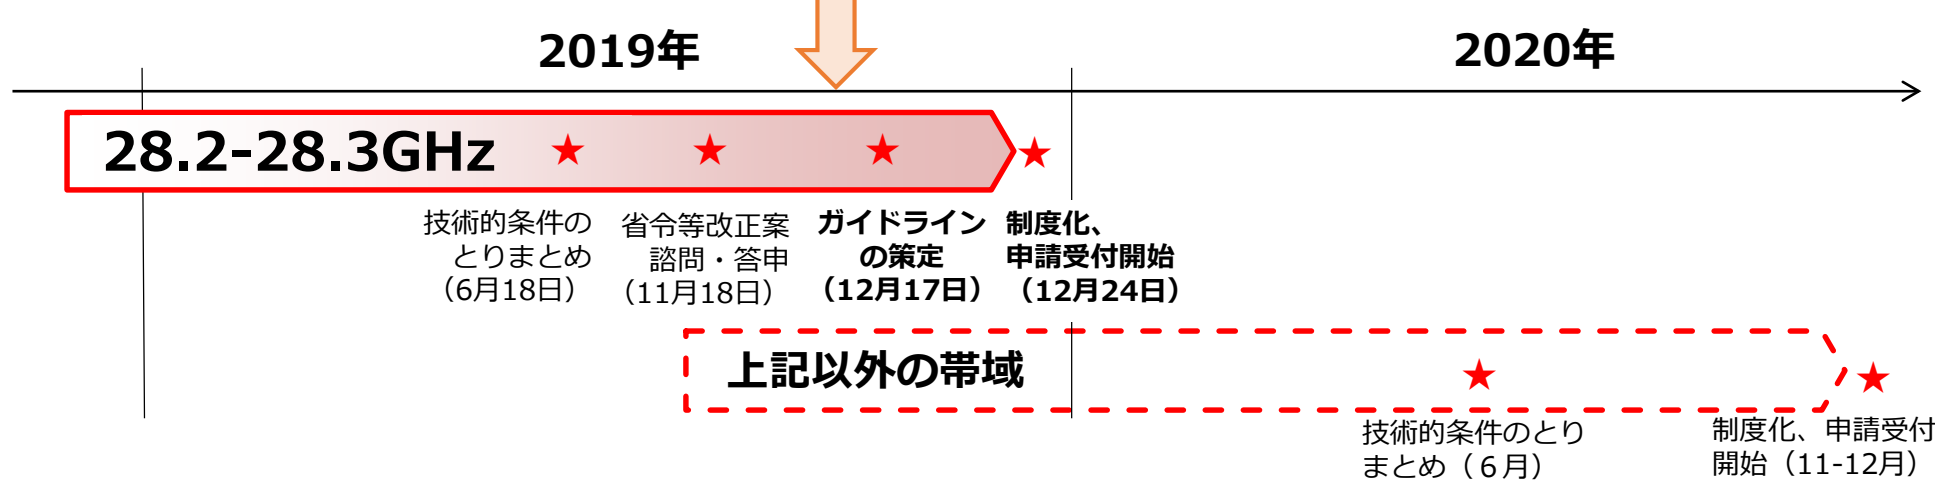 2019年
2020年
28.2-28.3GHz
技術的条件の
とりまとめ
（6月18日）
省令等改正案
諮問・答申
（11月18日）
ガイドライン
の策定
（12月17日）
制度化、
申請受付開始
（12月24日）
上記以外の帯域
技術的条件のとり
まとめ（６月）
制度化、申請受付
開始（11-12月）